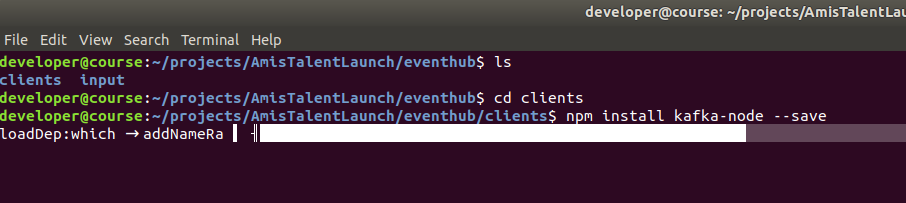 developer@course: ~/projects/AmisTalentLau
File Edit View Search Terminal Help
developer@course:~/projects/AmisTalentLaunch/eventhub$ ls
clients input
developer@course:~/projects/AmisTalentLaunch/eventhub$ cd clients
developer@course:~/projects/AmisTalentLaunch/eventhub/clients$ npm install kafka-node --save
loadDep:which → addNameRa